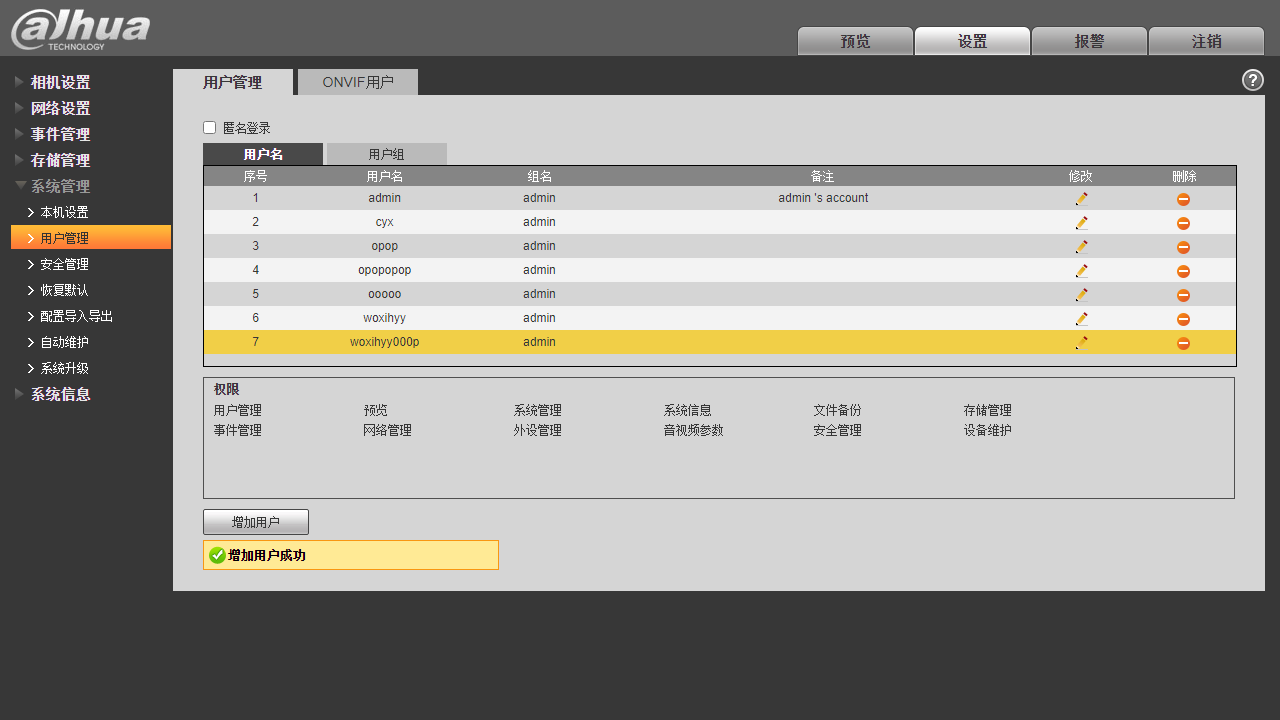 alhua
TECHNOLOGY
预览 设置 报警 注销
相机设置
网络设置
事件管理
存储管理
系统管理
本机设置
用户管理
安全管理
恢复默认
配置导入导出
自动维护
系统升级
系统信息
用户管理 ONVIF用户 ?
匿名登录
用户名 用户组
序号 用户名 组名 备注 修改 删除
1 admin admin admin 's account
2 cyx admin
3 opop admin
4 opopopop admin
5 ooooo admin
6 woxihyy admin
7 woxihyy000p admin
权限
用户管理 预览 系统管理 系统信息 文件备份 存储管理
事件管理 网络管理 外设管理 音视频参数 安全管理 设备维护
增加用户
增加用户成功